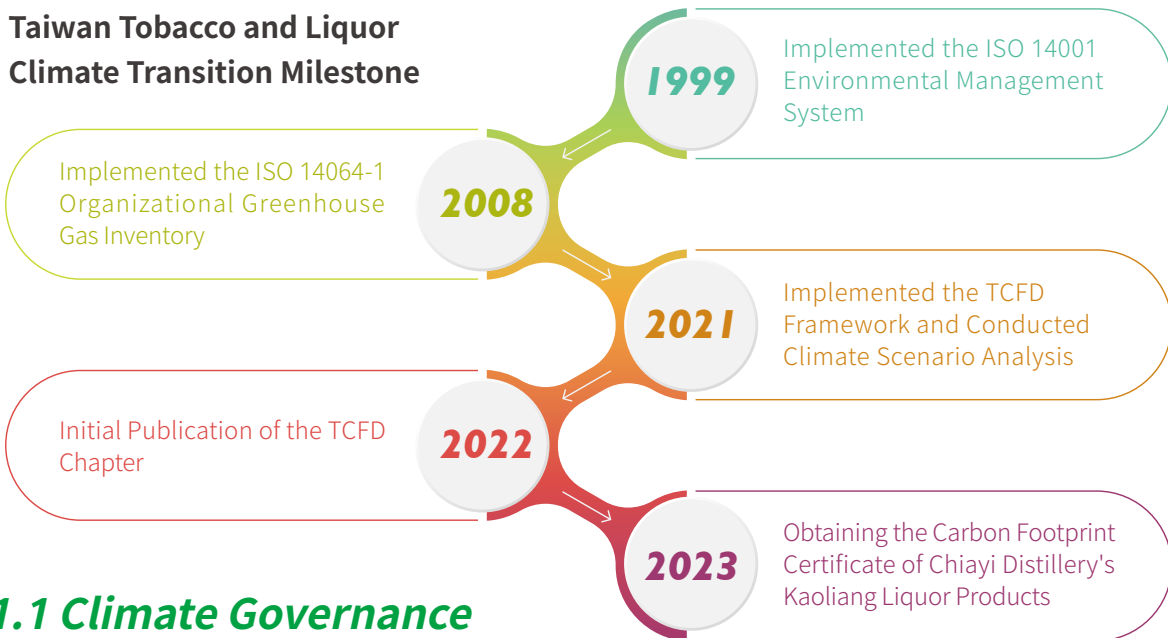 Taiwan Tobacco and Liquor
Climate Transition Milestone
1999
Implemented the ISO 14001
Environmental Management
System
2008
Implemented the ISO 14064-1
Organizational Greenhouse
Gas Inventory
2021
Implemented the TCFD
Framework and Conducted
Climate Scenario Analysis
2022
Initial Publication of the TCFD
Chapter
2023
Obtaining the Carbon Footprint
Certificate of Chiayi Distillery's
Kaoliang Liquor Products
1.1 Climate Governance